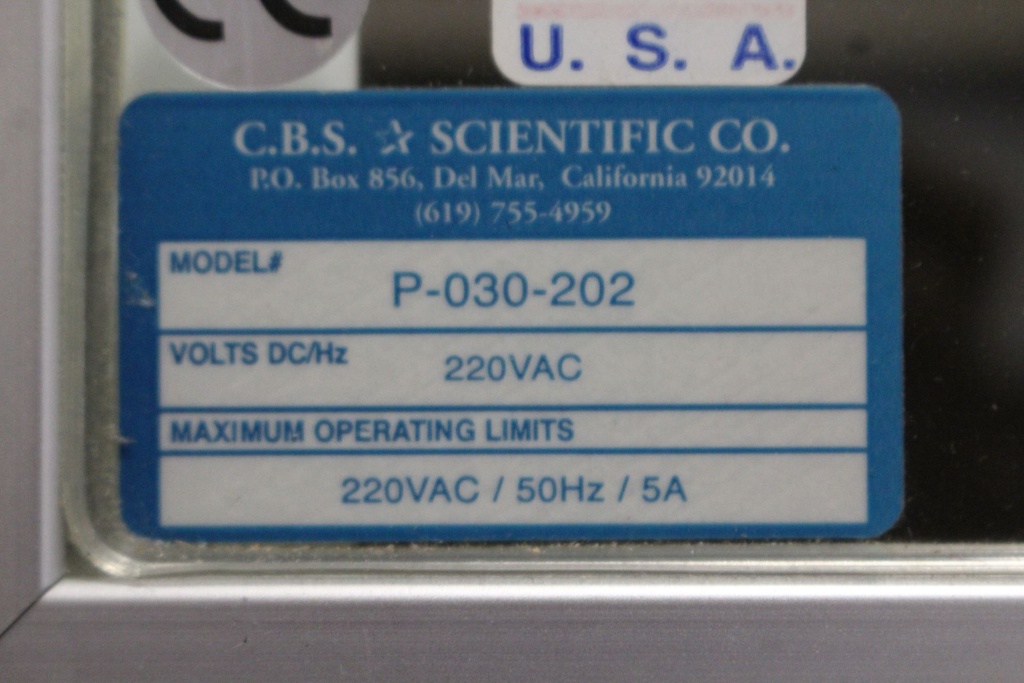 U. S. A.
C.B.S. ☆ SCIENTIFIC CO.
P.O. Box 856, Del Mar, California 92014
(619) 755-4959
MODEL#
P-030-202
VOLTS DC/Hz 220VAC
MAXIMUM OPERATING LIMITS
220VAC / 50Hz / 5A